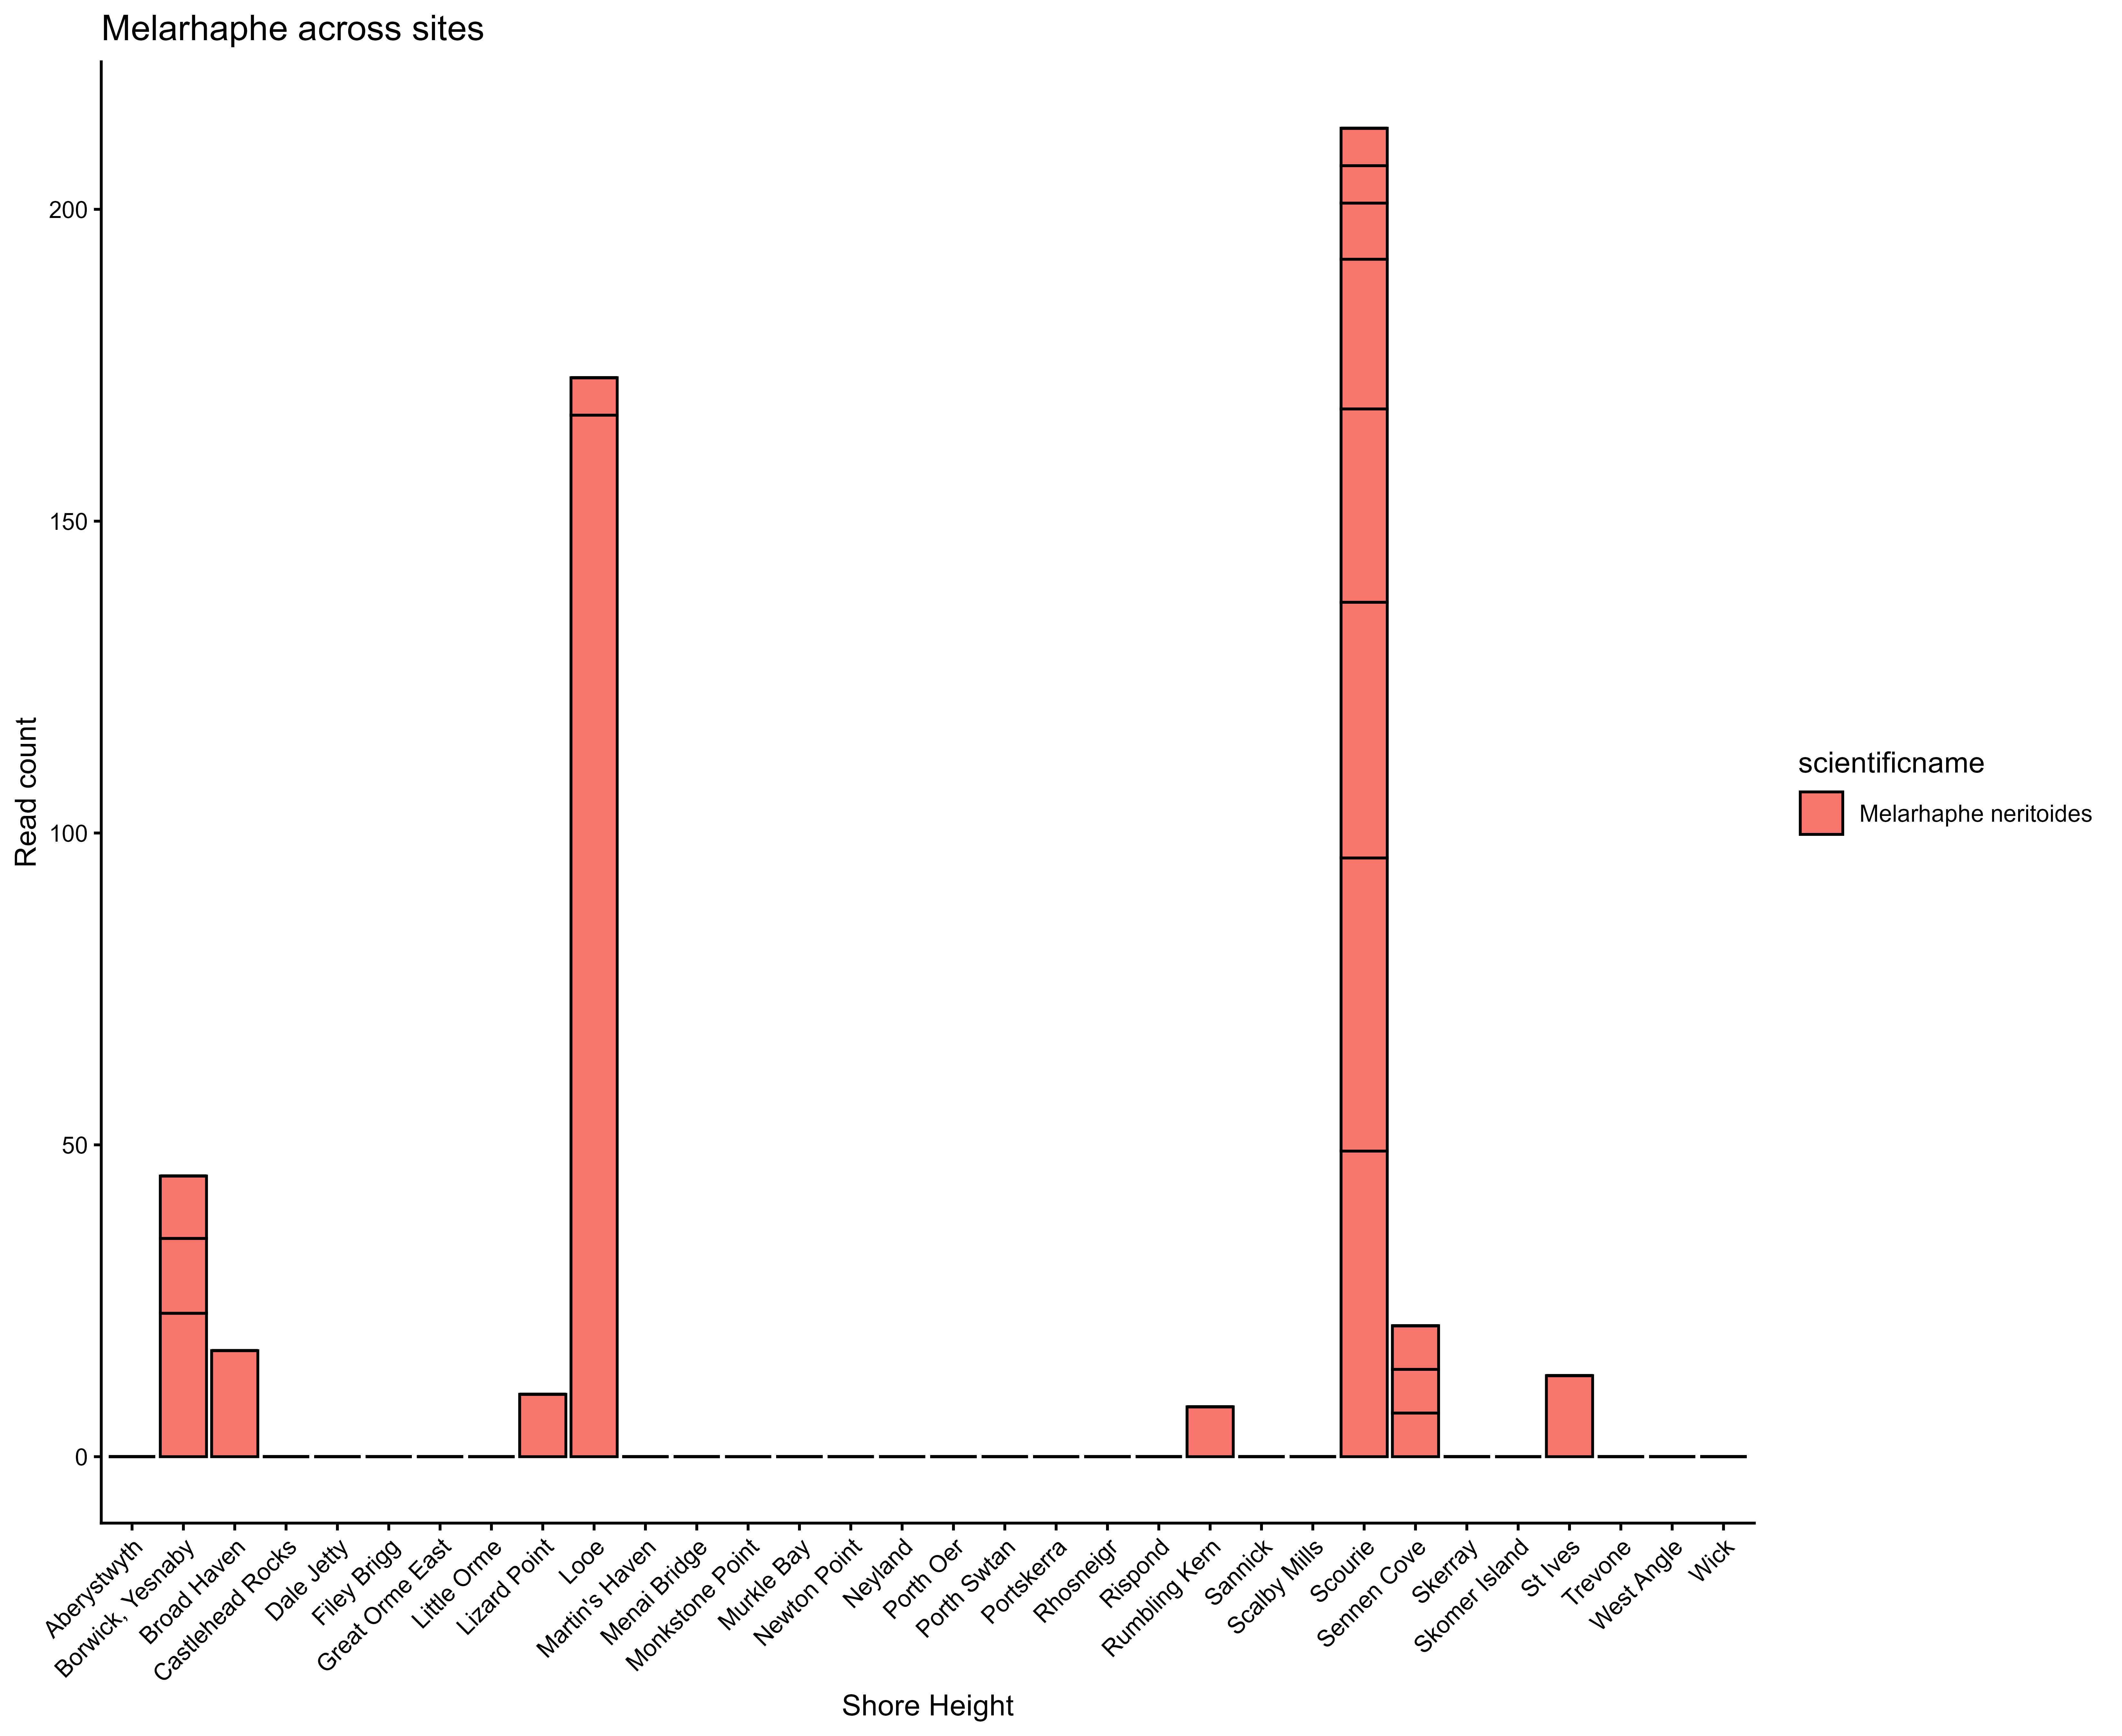 Melarhaphe across sites
Read count
200
150
100
50
0
Aberystwyth
Borwick, Yesnaby
Broad Haven
Castlehead Rocks
Dale Jetty
Filey Brigg
Great Orme East
Little Orme
Lizard Point
Looe
Martin's Haven
Menai Bridge
Monkstone Point
Murkle Bay
Newton Point
Neyland
Porth Oer
Porth Swtan
Portskerra
Rhosneigr
Rispond
Rumbling Kern
Sannick
Scalby Mills
Scourie
Sennen Cove
Skerray
Skomer Island
St Ives
Trevone
West Angle
Wick
Shore Height
scientificname
Melarhaphe neritoides